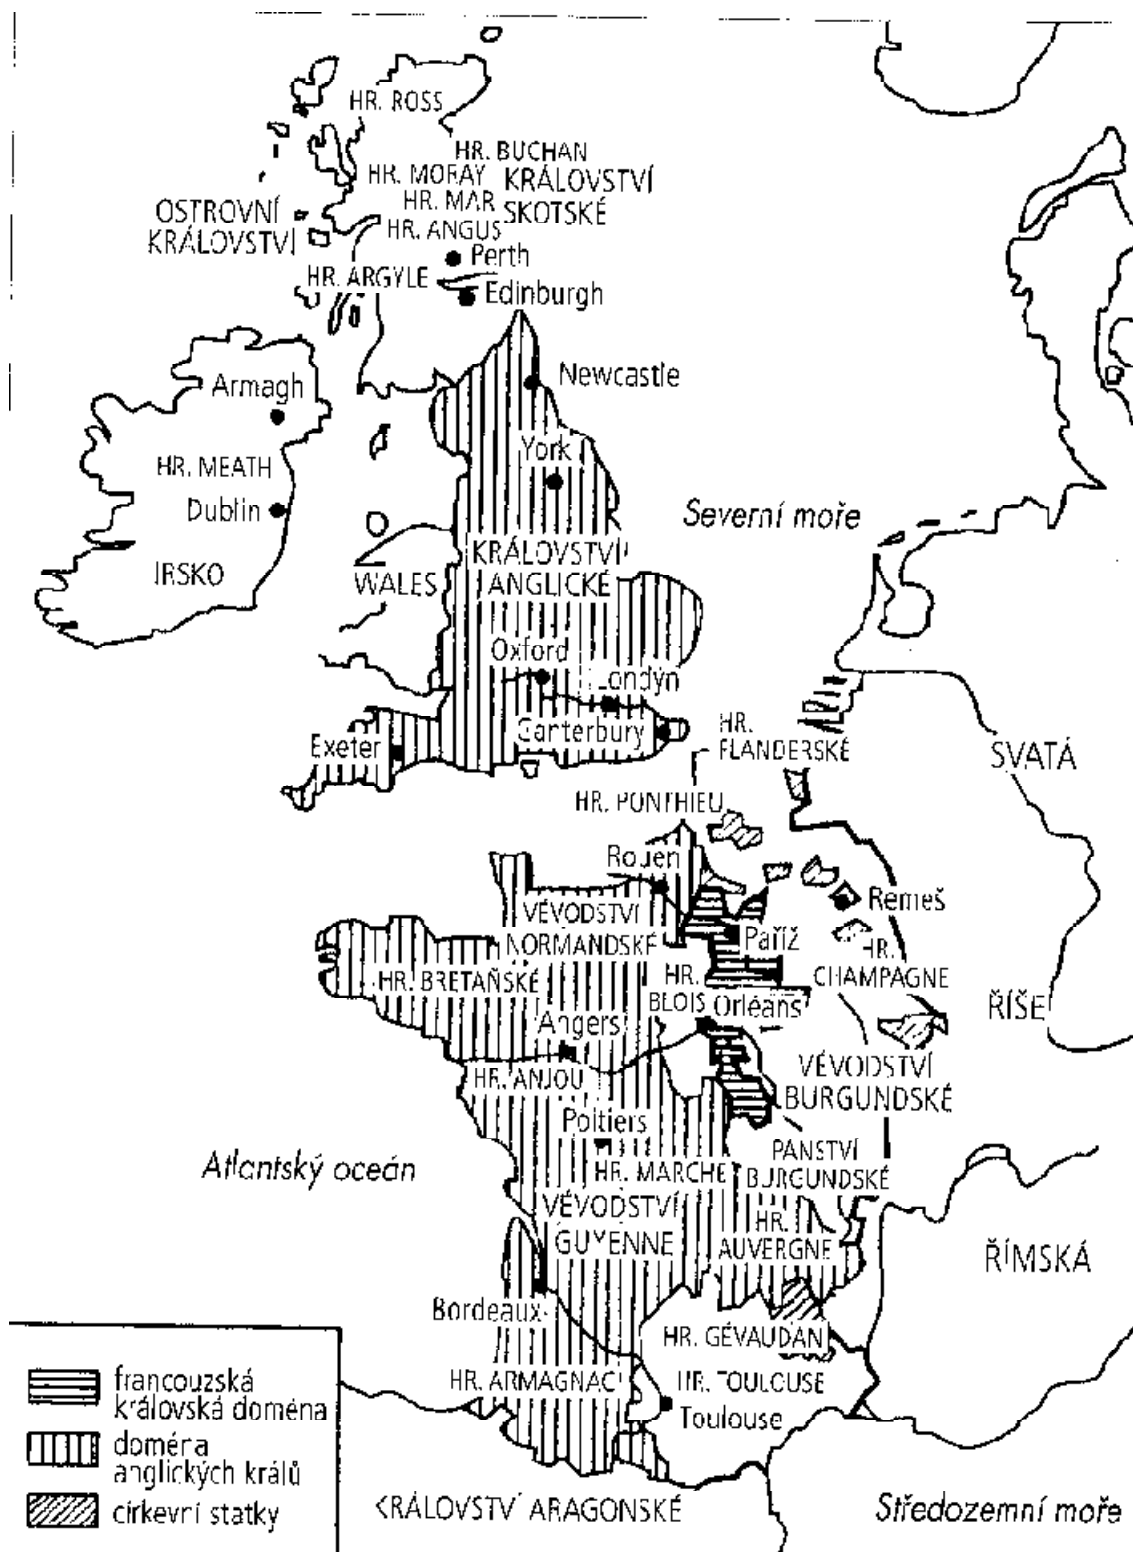 HR. ROSS
HR. BUCHAN
HR. MORAY
KRÁLOVSTVÍ
HR. MAR
SKOTSKÉ
OSTROVNÍ
KRÁLOVSTVÍ
HR. ANGUS
Perth
HR. ARGYLE
Edinburgh
Armagh
Newcastle
York
HR. MEATH
Dublin
Severní moře
IRSKO
WALES
KRÁLOVSTVÍ
ANGLICKÉ
Oxford
Londýn
Canterbury
Exeter
HR.
FLANDERSKÉ
SVATÁ
HR. PONTHIEU
Rouen
Remeš
VÉVODSTVÍ
NORMANDSKÉ
Paříž
HR.
CHAMPAGNE
HR. BRETAŇSKÉ
HR.
BLOIS
Orléans
ŘÍŠE
Angers
HR. ANJOU
VÉVODSTVÍ
BURGUNDSKÉ
Poitiers
Atlantský oceán
HR. MARCHE
PANSTVÍ
BURGUNDSKÉ
VÉVODSTVÍ
GUYENNE
HR.
AUVERGNE
ŘÍMSKÁ
Bordeaux
HR. GÉVAUDAN
HR. ARMAGNAC
HR. TOULOUSE
Toulouse
francouzská
královská doména
doména
anglických králů
církevní statky
KRÁLOVSTVÍ ARAGONSKÉ
Středozemní moře